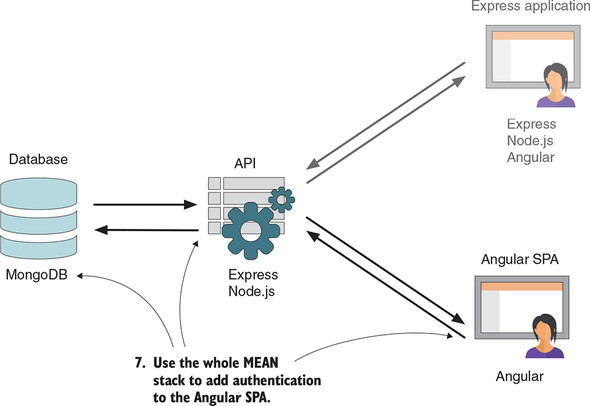 Express application
Express
Node.js
Angular
Database
MongoDB
API
Express
Node.js
Angular SPA
Angular
7. Use the whole MEAN
stack to add authentication
to the Angular SPA.